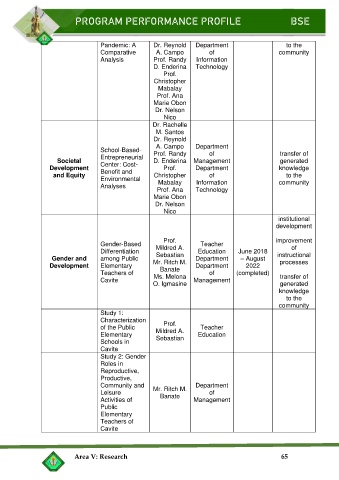 PROGRAM PERFORMANCE PROFILE BSE
Pandemic: A
Comparative
Analysis
Dr. Reynold
A. Campo
Prof. Randy
D. Enderina
Prof.
Christopher
Mabalay
Prof. Ana
Marie Obon
Dr. Nelson
Nico
Department
of
Information
Technology
to the
community
Societal
Development
and Equity
School-Based-
Entrepreneurial
Center: Cost-
Benefit and
Environmental
Analyses
Dr. Rachelle
M. Santos
Dr. Reynold
A. Campo
Prof. Randy
D. Enderina
Prof.
Christopher
Mabalay
Prof. Ana
Marie Obon
Dr. Nelson
Nico
Department
of
Management
Department
of
Information
Technology
transfer of
generated
knowledge
to the
community
Gender and
Development
Gender-Based
Differentiation
among Public
Elementary
Teachers of
Cavite
Prof.
Mildred A.
Sebastian
Mr. Ritch M.
Banate
Ms. Melona
O. Igmasine
Teacher
Education
Department
Department
of
Management
June 2018
– August
2022
(completed)
institutional
development
improvement
of
instructional
processes
transfer of
generated
knowledge
to the
community
Study 1:
Characterization
of the Public
Elementary
Schools in
Cavite
Prof.
Mildred A.
Sebastian
Teacher
Education
Study 2: Gender
Roles in
Reproductive,
Productive,
Community and
Leisure
Activities of
Public
Elementary
Teachers of
Cavite
Mr. Ritch M.
Banate
Department
of
Management
Area V: Research 65